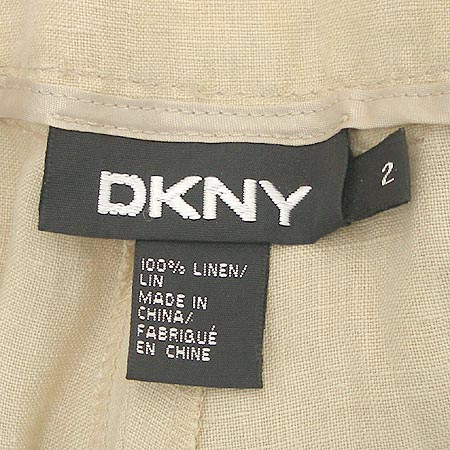 DKNY
2
100% LINEN/
LIN
MADE IN
CHINA/
FABRIQUÉ
EN CHINE